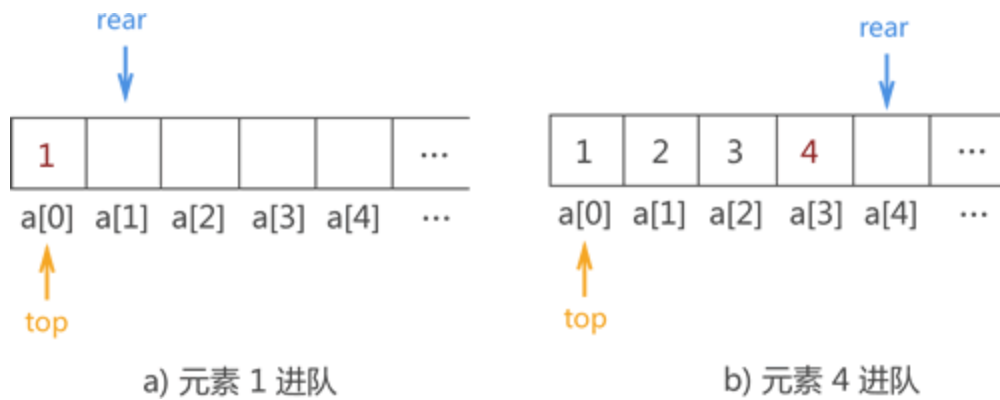 rear
1 ...
a[0] a[1] a[2] a[3] a[4] ...
top
a) 元素 1 进队
rear
1 2 3 4 ...
a[0] a[1] a[2] a[3] a[4] ...
top
b) 元素 4 进队